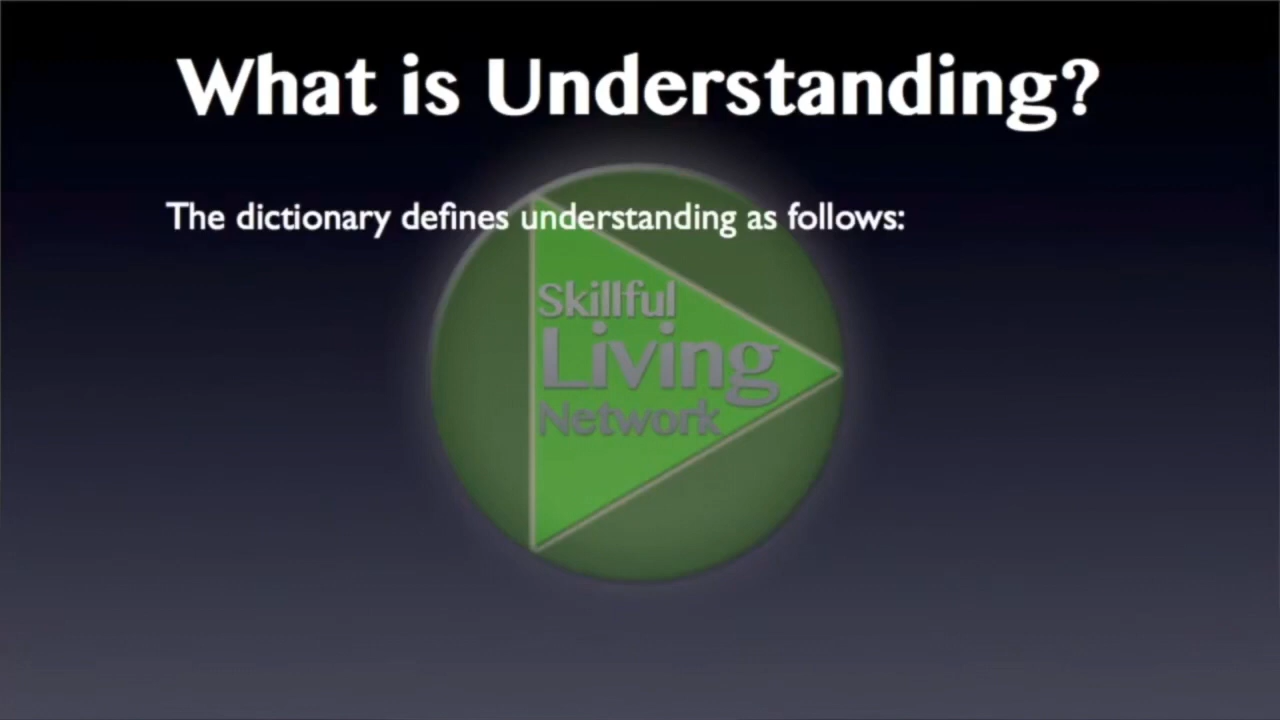 What is Understanding?
The dictionary defines understanding as follows:
Skillful
Living
Network